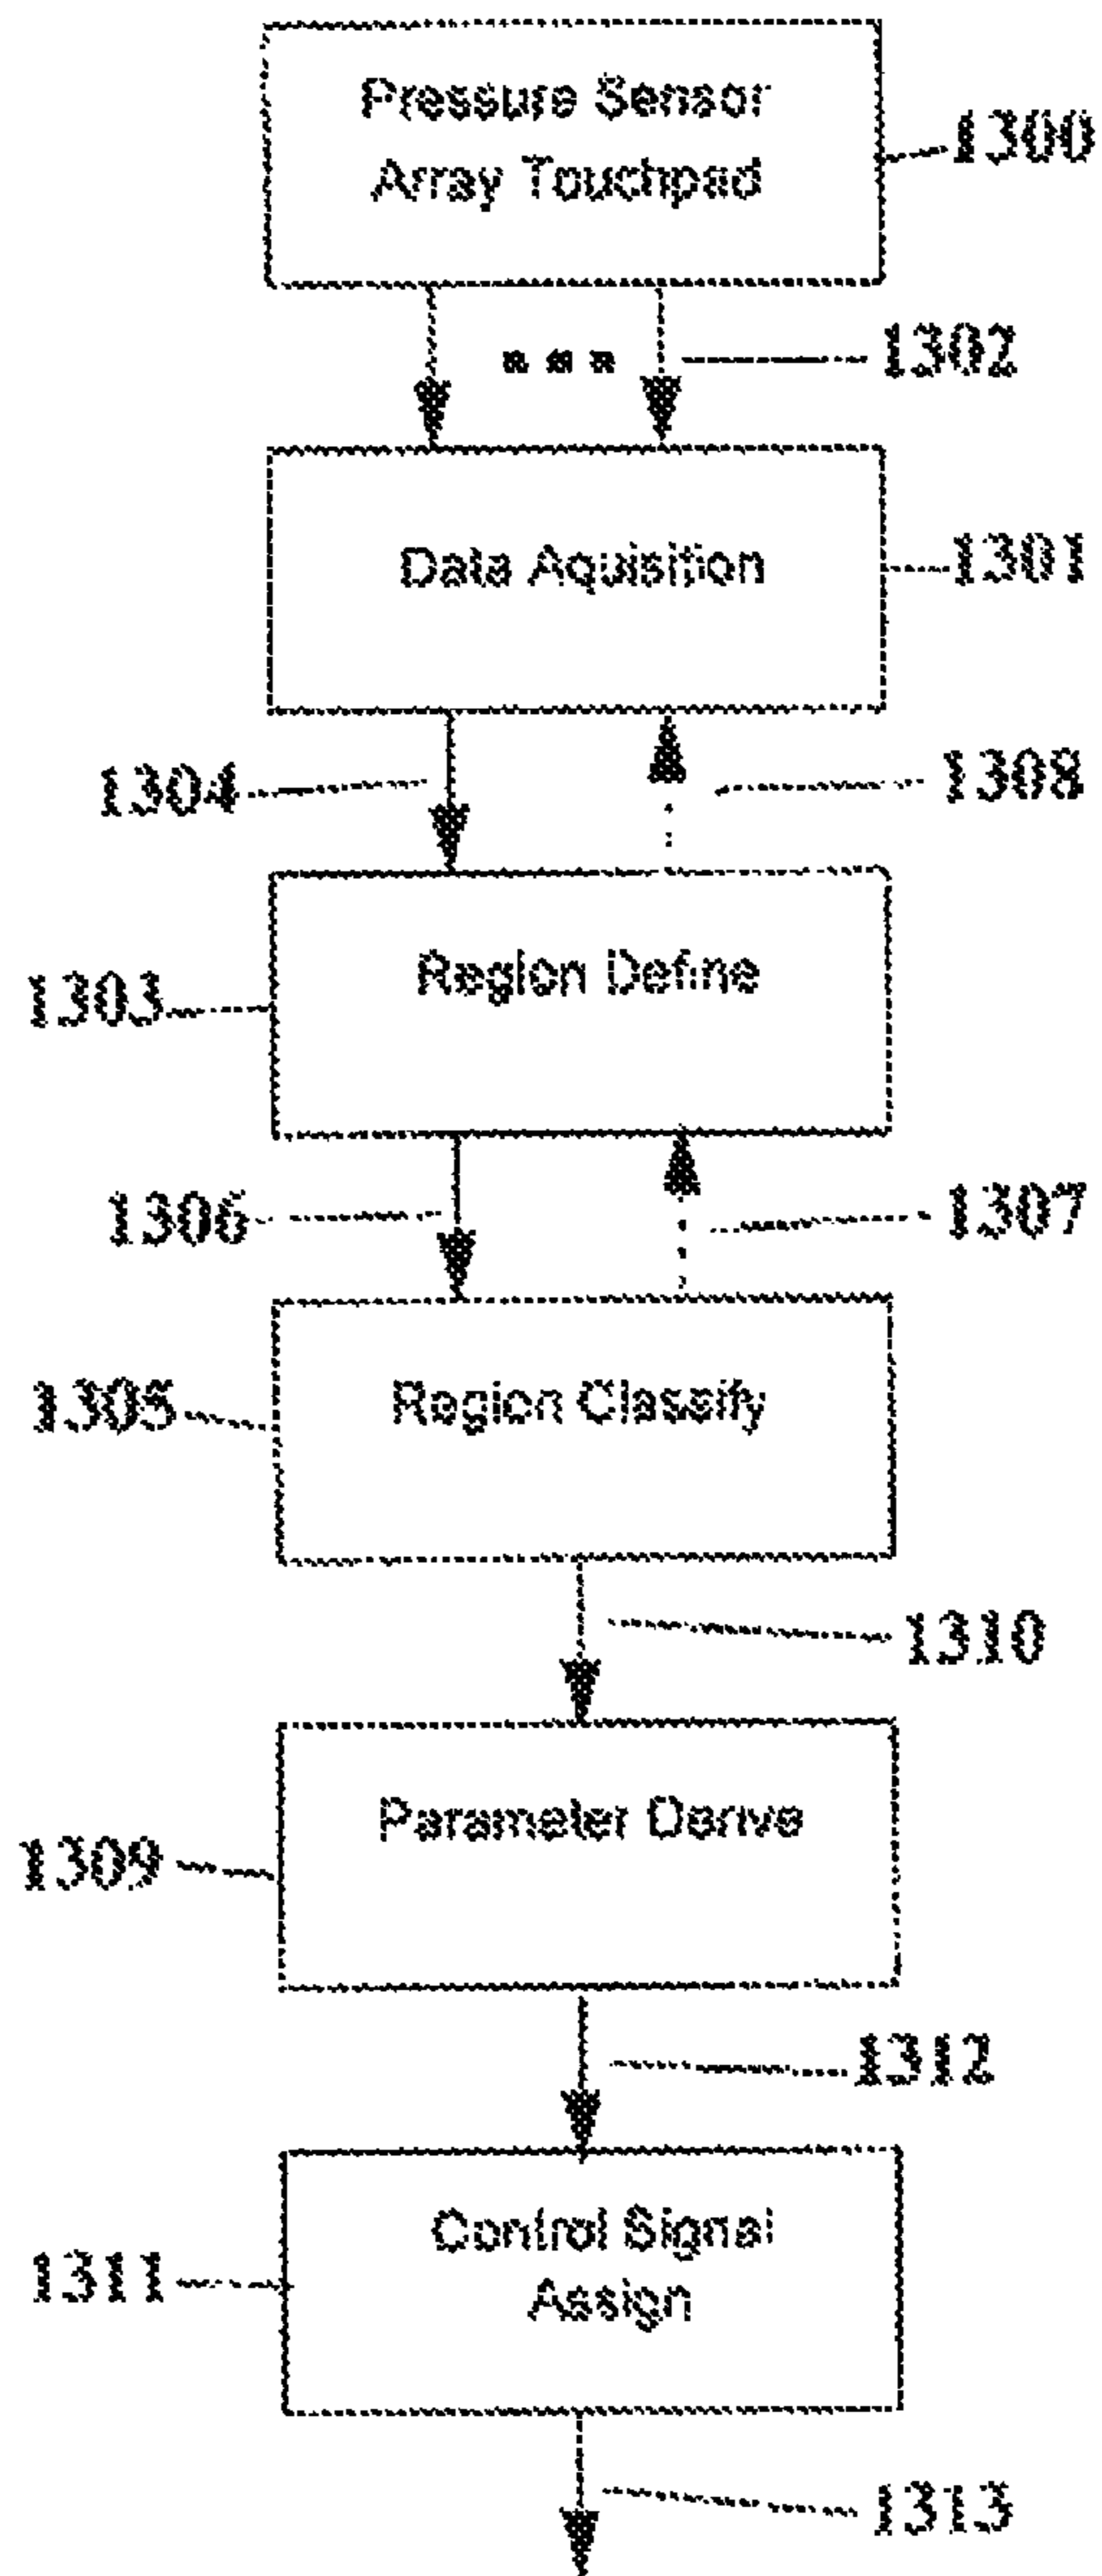 Pressure Sensor
Array Touchpad
1300
1302
Data Aquisition
1301
1304
1308
Region Define
1303
1306
1307
Region Classify
1305
1310
Parameter Derive
1309
1312
Control Signal
Assign
1311
1313